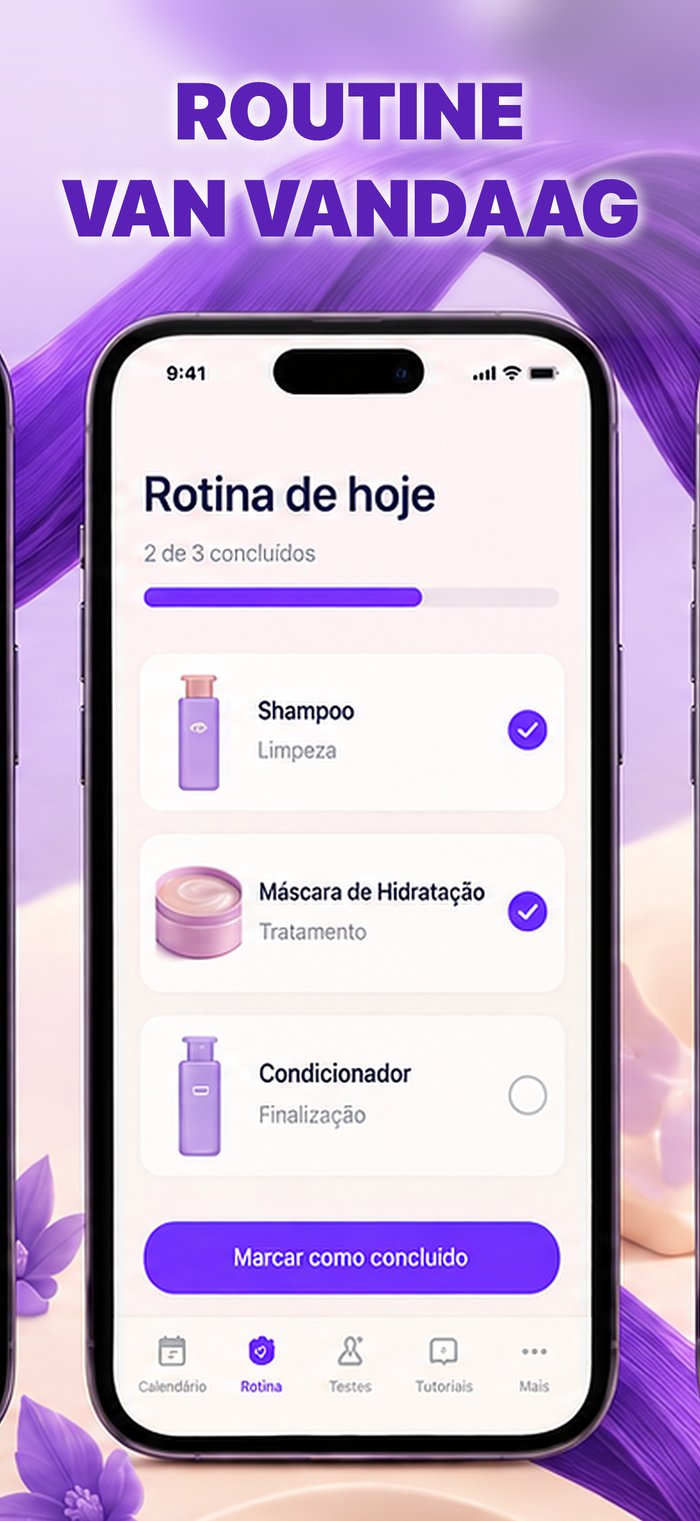 ROUTINE
VAN VANDAAG
9:41
Rotina de hoje
2 de 3 concluídos
Shampoo
Limpeza
Máscara de Hidratação
Tratamento
Condicionador
Finalização
Marcar como concluído
Calendário
Rotina
Testes
Tutoriais
Mais